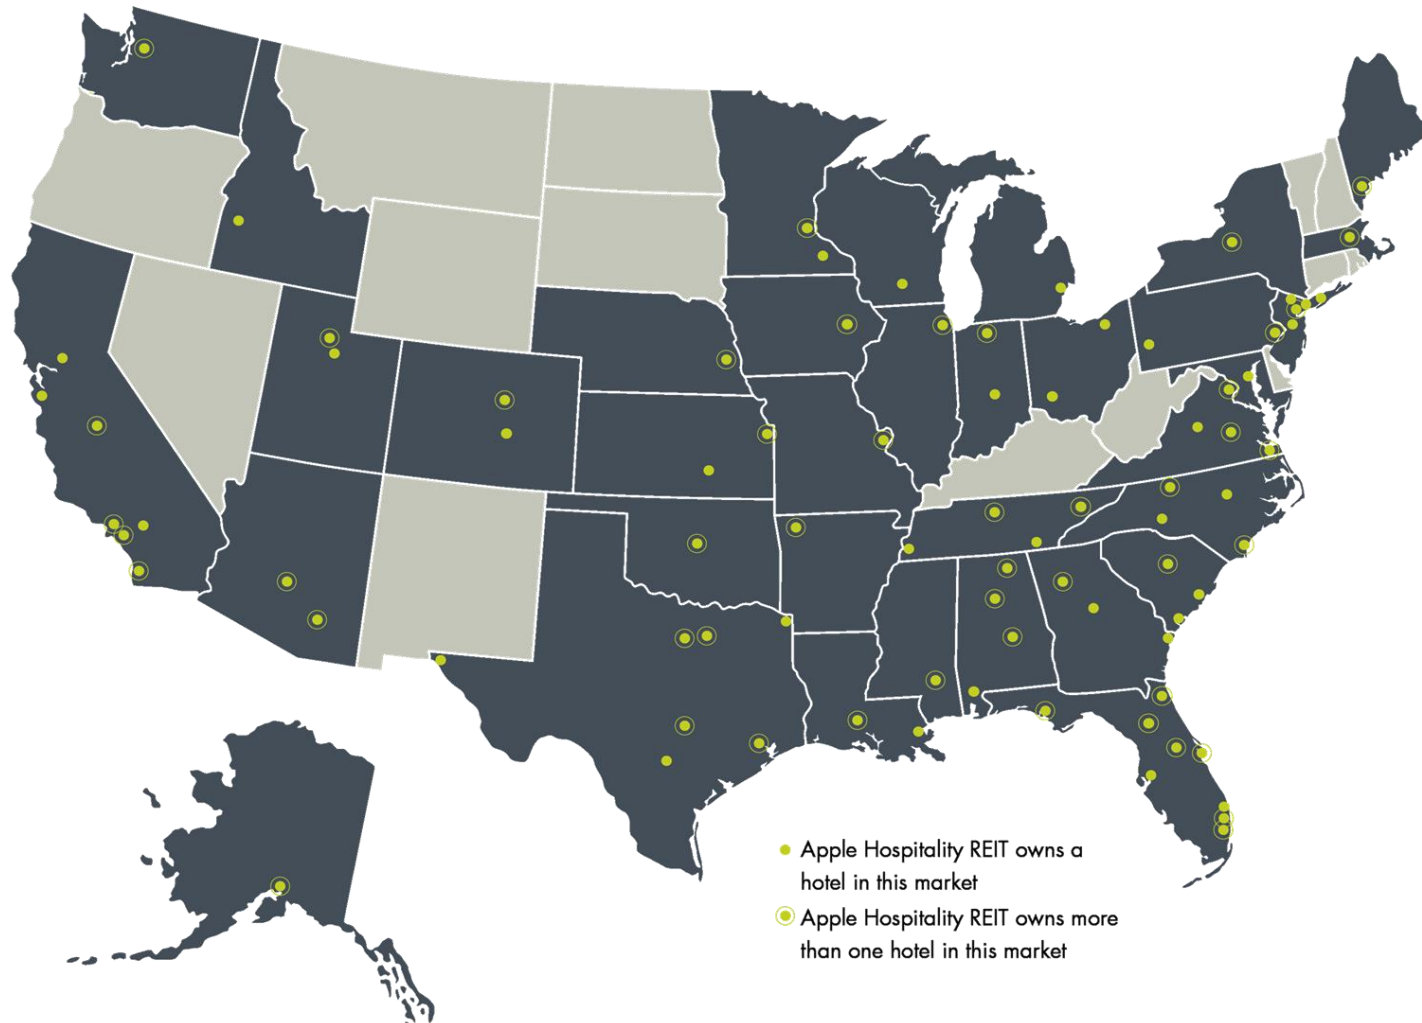 Apple Hospitality REIT owns a
hotel in this market
Apple Hospitality REIT owns more
than one hotel in this market